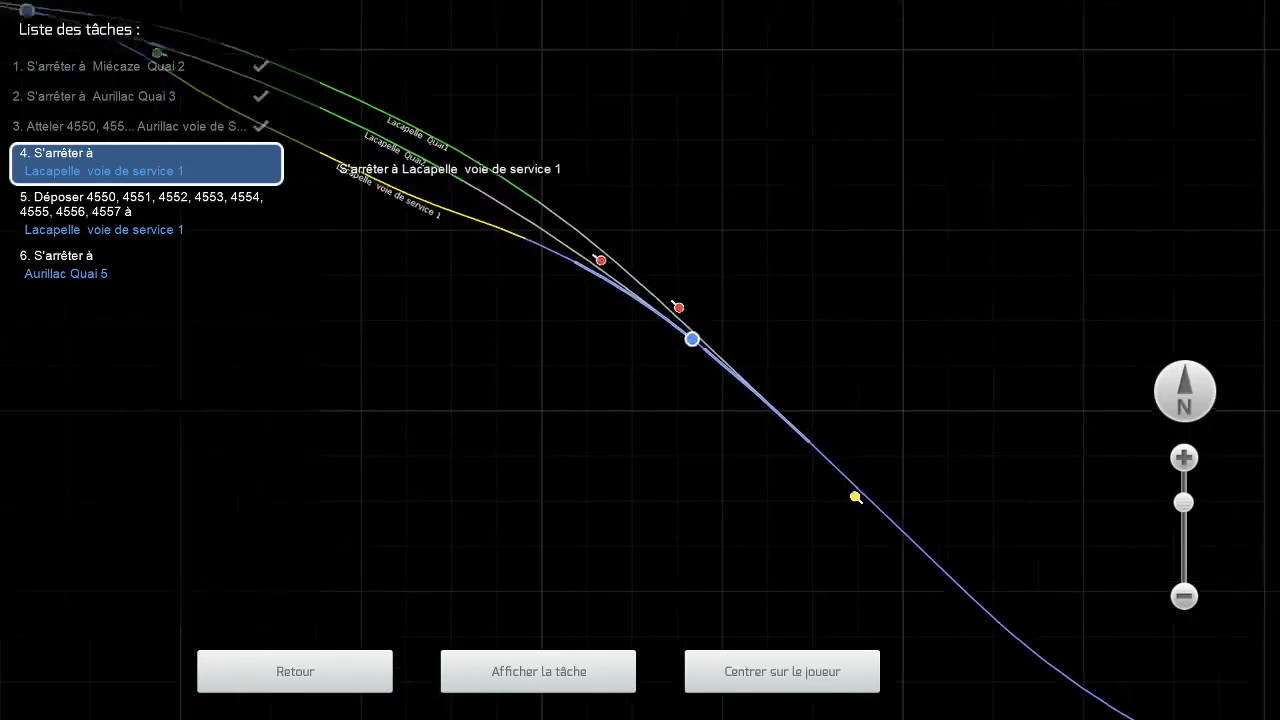 Liste des tâches :
1. S'arrêter à Miécaze Quai 2
2. S'arrêter à Aurillac Quai 3
3. Atteler 4550, 455... Aurillac voie de S...
4. S'arrêter à
Lacapelle voie de service 1
5. Déposer 4550, 4551, 4552, 4553, 4554,
4555, 4556, 4557 à
Lacapelle voie de service 1
6. S'arrêter à
Aurillac Quai 5
Lacapelle Quai1
Lacapelle Quai2
S'arrêter à Lacapelle voie de service 1
Lacapelle voie de service 1
N
Retour
Afficher la tâche
Centrer sur le joueur